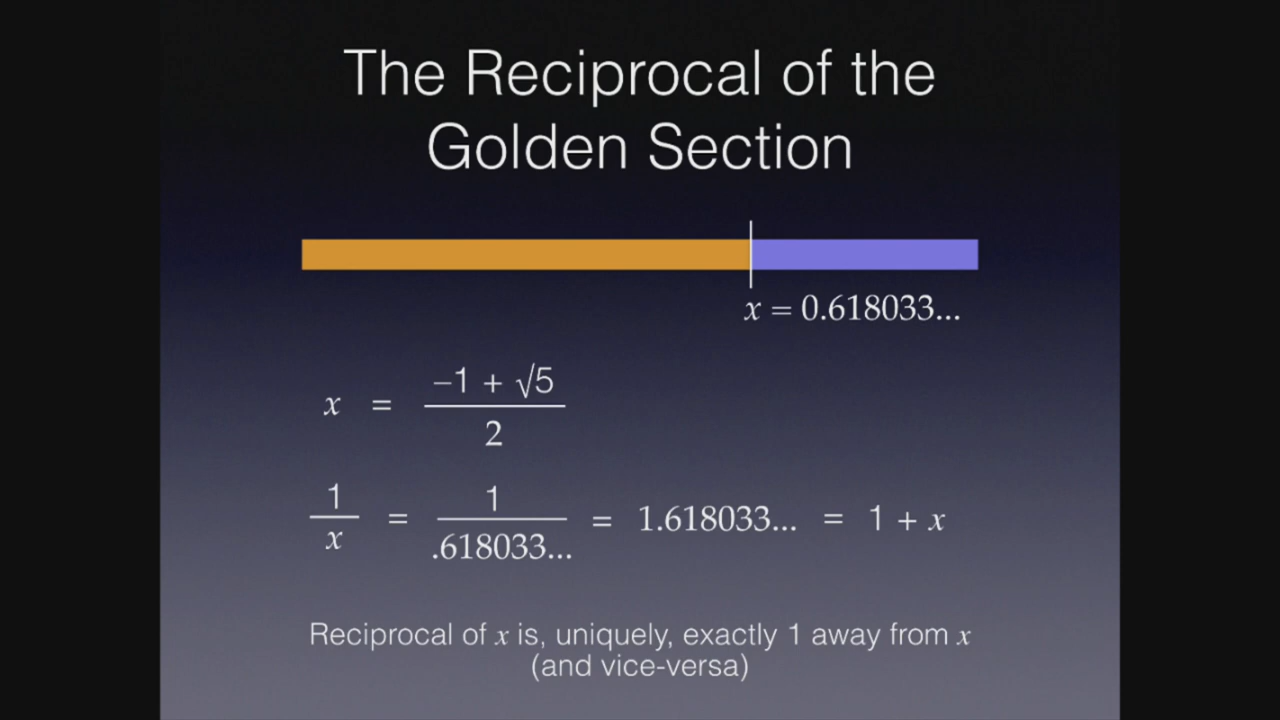 The Reciprocal of the
Golden Section
x = 0.618033...
x = (–1 + √5) / 2
1/x = 1/.618033... = 1.618033... = 1 + x
Reciprocal of x is, uniquely, exactly 1 away from x
(and vice-versa)